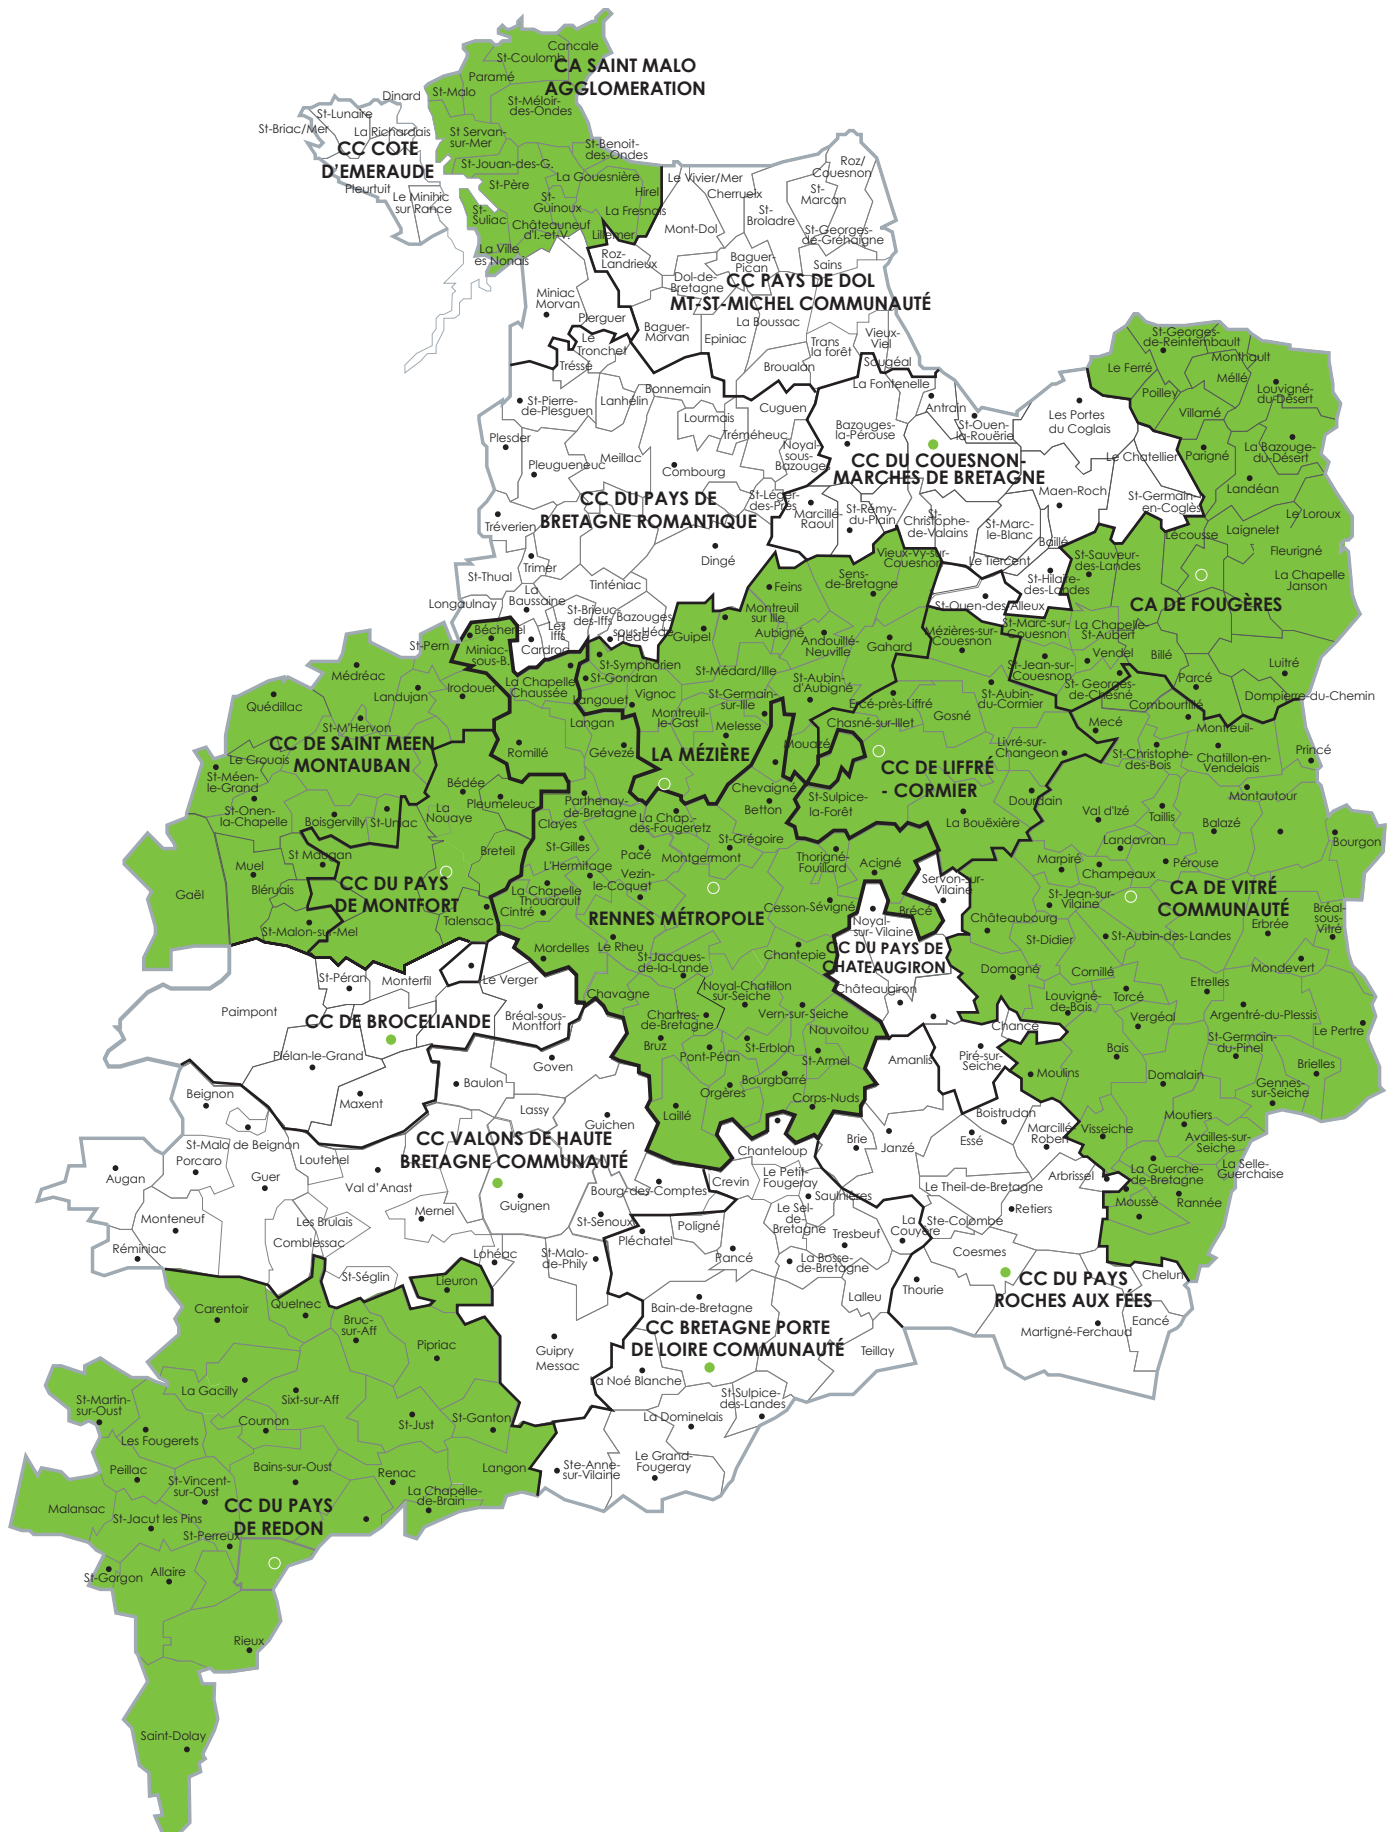 Cancale
St-Coulomb
CA SAINT MALO
AGGLOMERATION
Paramé
St-Malo
St-Méloir-
des-Ondes
Dinard
St-Lunaire
St-Briac/Mer
La Richardais
CC COTE
D'EMERAUDE
Pleurtuit
Le Minihic
sur Rance
St Servan-
sur-Mer
St-Benoit-
des-Ondes
St-Jouan-des-G.
La Gouesnière
St-Père
Hirel
St-
Guinoux
La Fresnais
St-
Suliac
Châteauneuf
d'I.-et-V.
Lillemer
La Ville
es Nonais
Le Vivier/Mer
Cherrueix
Roz/
Couesnon
St-
Marcan
St-
Broladre
Mont-Dol
St-Georges-
de-Gréhaigne
Roz-
Landrieux
Baguer-
Pican
Sains
Dol-de-
Bretagne
CC PAYS DE DOL
MT-ST-MICHEL COMMUNAUTÉ
Miniac
Morvan
Plerguer
Baguer-
Morvan
La Boussac
Epiniac
Vieux-
Viel
Trans
la forêt
Sougéal
Broualan
Le
Tronchet
Tréssé
La Fontenelle
Bonnemain
Lanhélin
St-Pierre-
de-Plesguen
Cuguen
Lourmais
Tréméheuc
Plesder
Noyal-
sous-
Bazouges
Meillac
Pleugueneuc
Combourg
CC DU PAYS DE
BRETAGNE ROMANTIQUE
St-Léger-
des-Prés
Tréverien
Dingé
Trimer
St-Thual
Tinténiac
La
Baussaine
Longaulnay
St-Brieuc-
des-Iffs
Bazouges
sous-Hédé
Les
Iffs
Hédé
Cardroc
Antrain
St-Ouen-
la-Rouërie
Bazouges-
la-Pérouse
CC DU COUESNON-
MARCHES DE BRETAGNE
Les Portes
du Coglais
Le Chatellier
Maen-Roch
St-Germain-
en-Coglès
Marcillé-
Raoul
St-Rémy-
du-Plain
St-
Christophe-
de-Valains
St-Marc-
le-Blanc
Baillé
Le Tiercent
St-Hilaire-
des-Landes
St-Ouen-des-Alleux
St-Georges-
de-Reintembault
Monthault
Le Ferré
Méllé
Poilley
Louvigné-
du-Désert
Villamé
La Bazouge-
du-Désert
Parigné
Landéan
Le Loroux
Laignelet
Lécousse
Fleurigné
St-Sauveur-
des-Landes
La Chapelle
Janson
CA DE FOUGÈRES
La Chapelle-
St-Aubert
Vendel
Billé
Luitré
Parcé
St- Georges-
de-Chesné
Combourtillé
Dompierre-du-Chemin
Vieux-Vy-sur-
Couesnon
Sens-
de-Bretagne
Feins
Montreuil
sur Ille
Aubigné
Andouillé-
Neuville
Gahard
Guipel
St-Symphorien
St-Gondran
St-Médard/Ille
St-Aubin-
d'Aubigné
Langouet
Vignoc
St-Germain-
sur-Ille
Montreuil-
le-Gast
Melesse
LA MÉZIÈRE
Mouazé
Mézières-sur-
Couesnon
St-Marc-sur-
Couesnon
St-Jean-sur-
Couesnon
St-Aubin-
du-Cormier
Ercé-près-Liffré
Gosné
Chasné-sur-Illet
Livré-sur-
Changeon
CC DE LIFFRÉ
- CORMIER
Dourdain
St-Sulpice-
la-Forêt
La Bouëxière
St-Pern
Bécherel
Miniac-
sous-B.
Médréac
Landujan
Irodouer
La Chapelle
Chaussée
Quédillac
St-M'Hervon
CC DE SAINT MEEN
MONTAUBAN
Le Crouais
St-Méen-
le-Grand
St-Onen-
la-Chapelle
Boisgervilly
St-Uniac
Muel
Bléruais
Gaël
St-Malon-sur-Mel
St Maugan
Bédée
Pleumeleuc
La
Nouaye
Breteil
CC DU PAYS
DE MONTFORT
Talensac
Langan
Romillé
Gévezé
Parthenay-
de-Bretagne
Clayes
La Chap.-
des-Fougeretz
Chevaigné
Betton
St-Grégoire
St-Gilles
Pacé
Montgermont
L'Hermitage
Vezin-
le-Coquet
Thorigné-
Fouillard
Acigné
La Chapelle
Thouarault
Cintré
RENNES MÉTROPOLE
Cesson-Sévigné
Brécé
Mordelles
Le Rheu
St-Jacques-
de-la-Lande
Chantepie
Chavagne
Noyal-Chatillon
sur-Seiche
Chartres-
de-Bretagne
Vern-sur-Seiche
Nouvoitou
Bruz
Pont-Péan
St-Erblon
St-Armel
Bourgbarré
Orgères
Laillé
Corps-Nuds
Servon-sur-
Vilaine
Noyal-
sur-Vilaine
CC DU PAYS DE
CHATEAUGIRON
Châteaugiron
Mecé
Montreuil-
St-Christophe-
des-Bois
Chatillon-en-
Vendelais
Princé
Montautour
Val d'Izé
Taillis
Landavran
Balazé
Bourgon
Marpiré
Champeaux
Pérouse
CA DE VITRÉ
COMMUNAUTÉ
St-Jean-sur-
Vilaine
Châteaubourg
Erbrée
Bréal-
sous-
Vitré
St-Didier
St-Aubin-des-Landes
Mondevert
Domagné
Cornillé
Etrelles
Louvigné-
de-Bais
Torcé
Argentré-du-Plessis
Vergéal
St-Germain-
du-Pinel
Le Pertre
Chancé
Bais
Brielles
Moulins
Domalain
Gennes-
sur-Seiche
Moutiers
Visseiche
Availles-sur-
Seiche
La Guerche-
de-Bretagne
La Selle-
Guerchaise
Moussé
Rannée
St-Péran
Monterfil
Le Verger
Paimpont
CC DE BROCELIANDE
Bréal-sous-
Montfort
Plélan-le-Grand
Maxent
Beignon
St-Malo de Beignon
Porcaro
Augan
Guer
Monteneuf
Réminiac
Goven
Baulon
Lassy
Guichen
CC VALONS DE HAUTE
BRETAGNE COMMUNAUTÉ
Loutehel
Val d'Anast
Bourg-des-Comptes
Guignen
Mernel
St-Senoux
Les Brulais
Comblessac
Lohéac
St-Malo-
de-Phily
St-Séglin
Guipry
Messac
Amanlis
Piré-sur-
Seiche
Boistrudan
Brie
Janzé
Essé
Marcillé-
Robert
Arbrissel
Le Theil-de-Bretagne
Retiers
Ste-Colombe
Coesmes
CC DU PAYS
ROCHES AUX FÉES
Chelun
Thourie
Eancé
Martigné-Ferchaud
Chanteloup
Crevin
Le Petit-
Fougeray
Saulnières
Le Sel-
de-
Bretagne
La
Couyère
Poligné
Pléchatel
Tresbeuf
Pancé
La Bosse-
de-Bretagne
Lalleu
Bain-de-Bretagne
CC BRETAGNE PORTE
DE LOIRE COMMUNAUTÉ
Teillay
La Noé Blanche
St-Sulpice-
des-Landes
La Dominelais
Le Grand-
Fougeray
Ste-Anne-
sur-Vilaine
Lieuron
Carentoir
Quelnec
Bruc-
sur-Aff
Pipriac
La Gacilly
Sixt-sur-Aff
St-Martin-
sur-Oust
Cournon
St-Just
St-Ganton
Les Fougerets
Bains-sur-Oust
Renac
Langon
Peillac
St-Vincent-
sur-Oust
La Chapelle-
de-Brain
Malansac
CC DU PAYS
DE REDON
St-Jacut les Pins
St-Perreux
St-Gorgon
Allaire
Rieux
Saint-Dolay